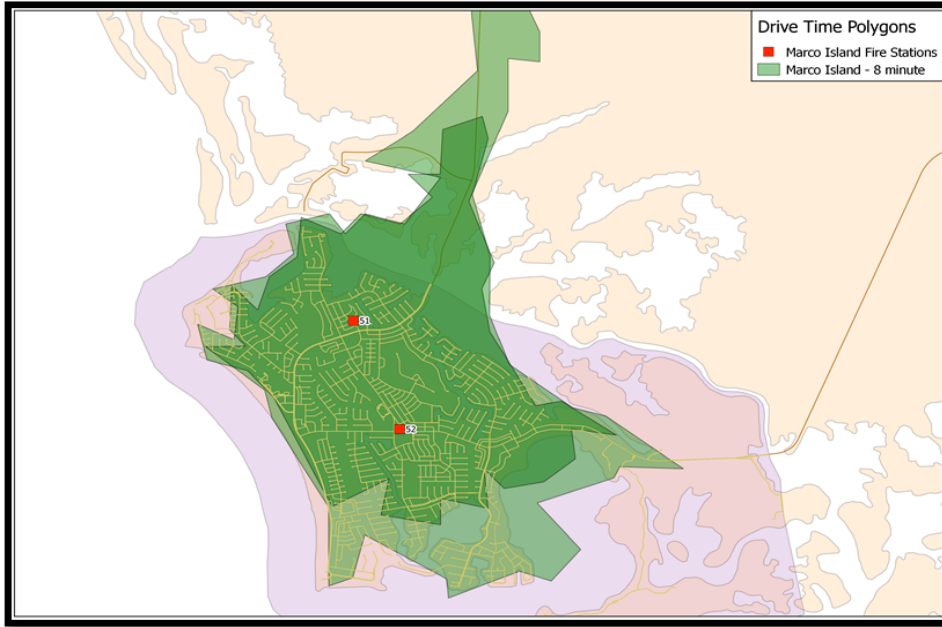 Drive Time Polygons
Marco Island Fire Stations
Marco Island - 8 minute
51
52